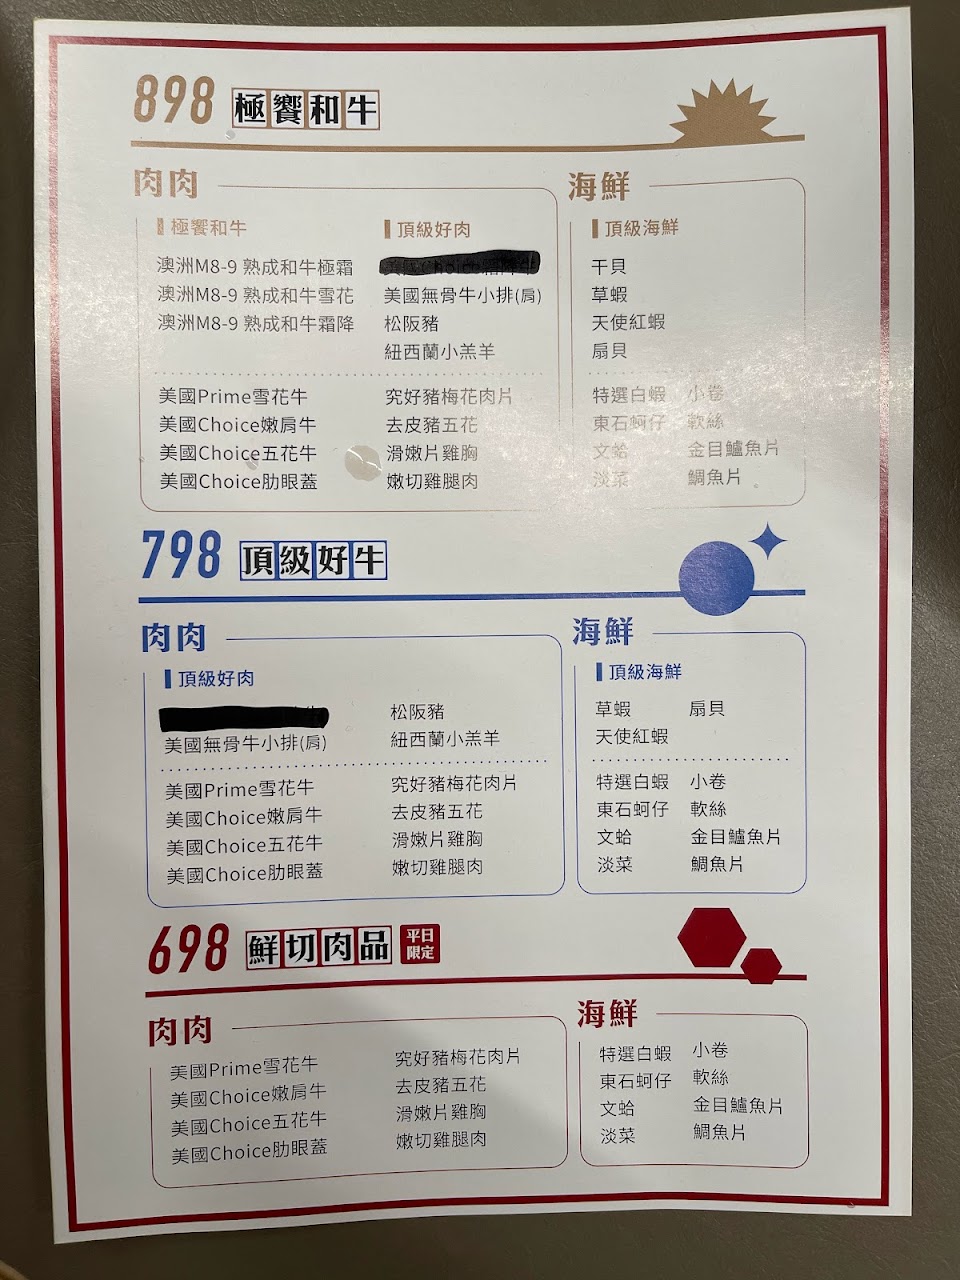 898 極饗和牛
肉肉
極饗和牛
澳洲M8-9 熟成和牛極霜
澳洲M8-9 熟成和牛雪花
澳洲M8-9 熟成和牛霜降
頂級好肉
美國無骨牛小排(肩)
松阪豬
紐西蘭小羔羊
美國Prime雪花牛
美國Choice嫩肩牛
美國Choice五花牛
美國Choice肋眼蓋
究好豬梅花肉片
去皮豬五花
滑嫩片雞胸
嫩切雞腿肉
海鮮
頂級海鮮
干貝
草蝦
天使紅蝦
扇貝
特選白蝦
東石蚵仔
文蛤
淡菜
小卷
軟絲
金目鱸魚片
鯛魚片
798 頂級好牛
肉肉
頂級好肉
美國無骨牛小排(肩)
松阪豬
紐西蘭小羔羊
美國Prime雪花牛
美國Choice嫩肩牛
美國Choice五花牛
美國Choice肋眼蓋
究好豬梅花肉片
去皮豬五花
滑嫩片雞胸
嫩切雞腿肉
海鮮
頂級海鮮
草蝦
天使紅蝦
扇貝
特選白蝦
東石蚵仔
文蛤
淡菜
小卷
軟絲
金目鱸魚片
鯛魚片
698 鮮切肉品 平日限定
肉肉
美國Prime雪花牛
美國Choice嫩肩牛
美國Choice五花牛
美國Choice肋眼蓋
究好豬梅花肉片
去皮豬五花
滑嫩片雞胸
嫩切雞腿肉
海鮮
特選白蝦
東石蚵仔
文蛤
淡菜
小卷
軟絲
金目鱸魚片
鯛魚片